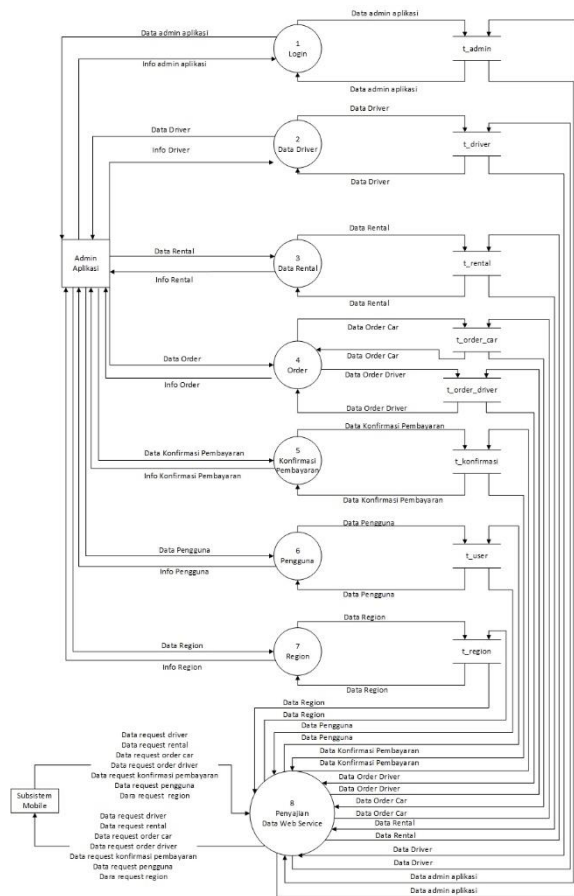 Data admin aplikasi
Data admin aplikasi
1
Login
t_admin
Info admin aplikasi
Data admin aplikasi
Data Driver
Data Driver
2
Data Driver
t_driver
Info Driver
Data Driver
Admin
Aplikasi
Data Rental
Data Rental
3
Data Rental
t_rental
Info Rental
Data Rental
Data Order Car
t_order_car
Data Order
Data Order Car
4
Order
Data Order Driver
Info Order
t_order_driver
Data Order Driver
Data Konfirmasi Pembayaran
Data Konfirmasi Pembayaran
5
Konfirmasi
Pembayaran
t_konfirmasi
Info Konfirmasi Pembayaran
Data Konfirmasi Pembayaran
Data Pengguna
Data Pengguna
6
Pengguna
t_user
Info Pengguna
Data Pengguna
Data Region
Data Region
7
Region
t_region
Info Region
Data Region
Data Region
Data Region
Data Pengguna
Data Pengguna
Data Konfirmasi Pembayaran
Data Konfirmasi Pembayaran
Data Order Driver
Data Order Driver
Data Order Car
Data Order Car
Data Rental
Data Rental
Data Driver
Data Driver
Data admin aplikasi
Data admin aplikasi
Data request driver
Data request rental
Data request order car
Data request order driver
Data request konfirmasi pembayaran
Data request pengguna
Dara request region
Subsistem
Mobile
8
Penyajian
Data Web Service
Data request driver
Data request rental
Data request order car
Data request order driver
Data request konfirmasi pembayaran
Data request pengguna
Dara request region